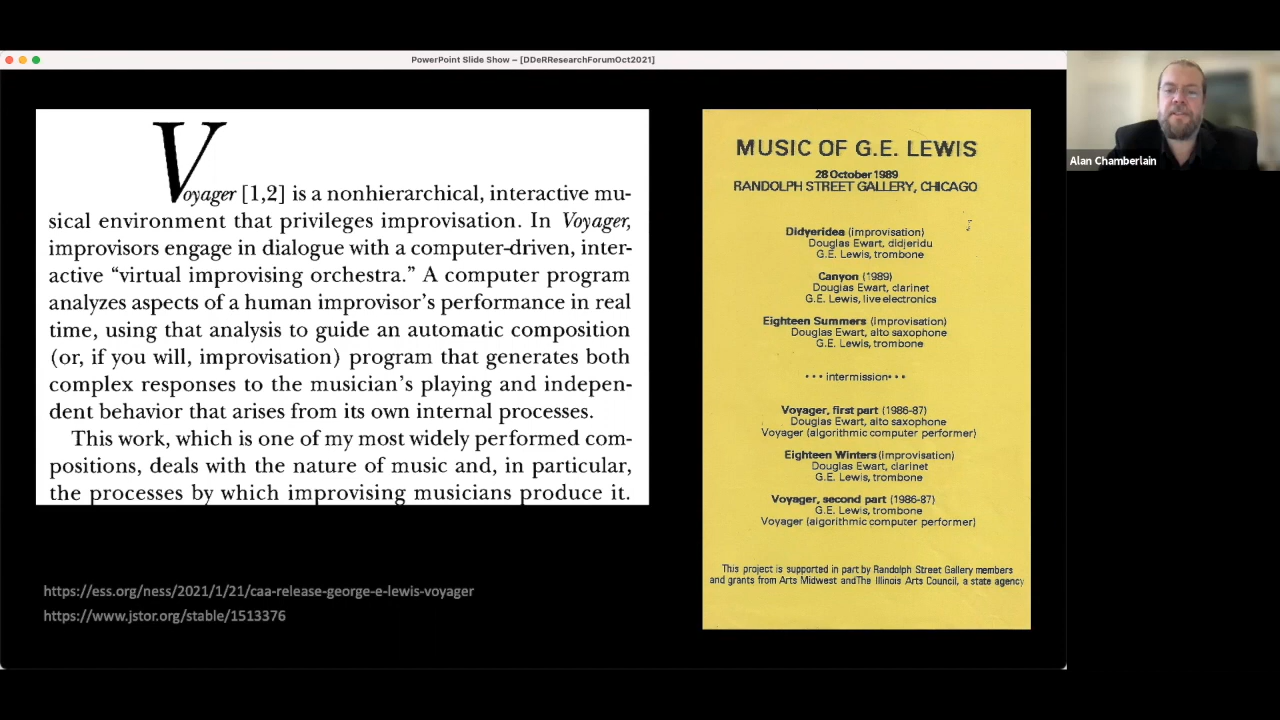 PowerPoint Slide Show – [DDeRResearchForumOct2021]
Voyager [1,2] is a nonhierarchical, interactive mu-
sical environment that privileges improvisation. In Voyager,
improvisors engage in dialogue with a computer-driven, inter-
active “virtual improvising orchestra.” A computer program
analyzes aspects of a human improvisor’s performance in real
time, using that analysis to guide an automatic composition
(or, if you will, improvisation) program that generates both
complex responses to the musician’s playing and indepen-
dent behavior that arises from its own internal processes.
This work, which is one of my most widely performed com-
positions, deals with the nature of music and, in particular,
the processes by which improvising musicians produce it.
https://ess.org/ness/2021/1/21/caa-release-george-e-lewis-voyager
https://www.jstor.org/stable/1513376
MUSIC OF G.E. LEWIS
28 October 1989
RANDOLPH STREET GALLERY, CHICAGO
Didyeridea (improvisation)
Douglas Ewart, didjeridu
G.E. Lewis, trombone
Canyon (1989)
Douglas Ewart, clarinet
G.E. Lewis, live electronics
Eighteen Summers (improvisation)
Douglas Ewart, alto saxophone
G.E. Lewis, trombone
• • • intermission • • •
Voyager, first part (1986-87)
Douglas Ewart, alto saxophone
Voyager (algorithmic computer performer)
Eighteen Winters (improvisation)
Douglas Ewart, clarinet
G.E. Lewis, trombone
Voyager, second part (1986-87)
G.E. Lewis, trombone
Voyager (algorithmic computer performer)
This project is supported in part by Randolph Street Gallery members
and grants from Arts Midwest and The Illinois Arts Council, a state agency
Alan Chamberlain